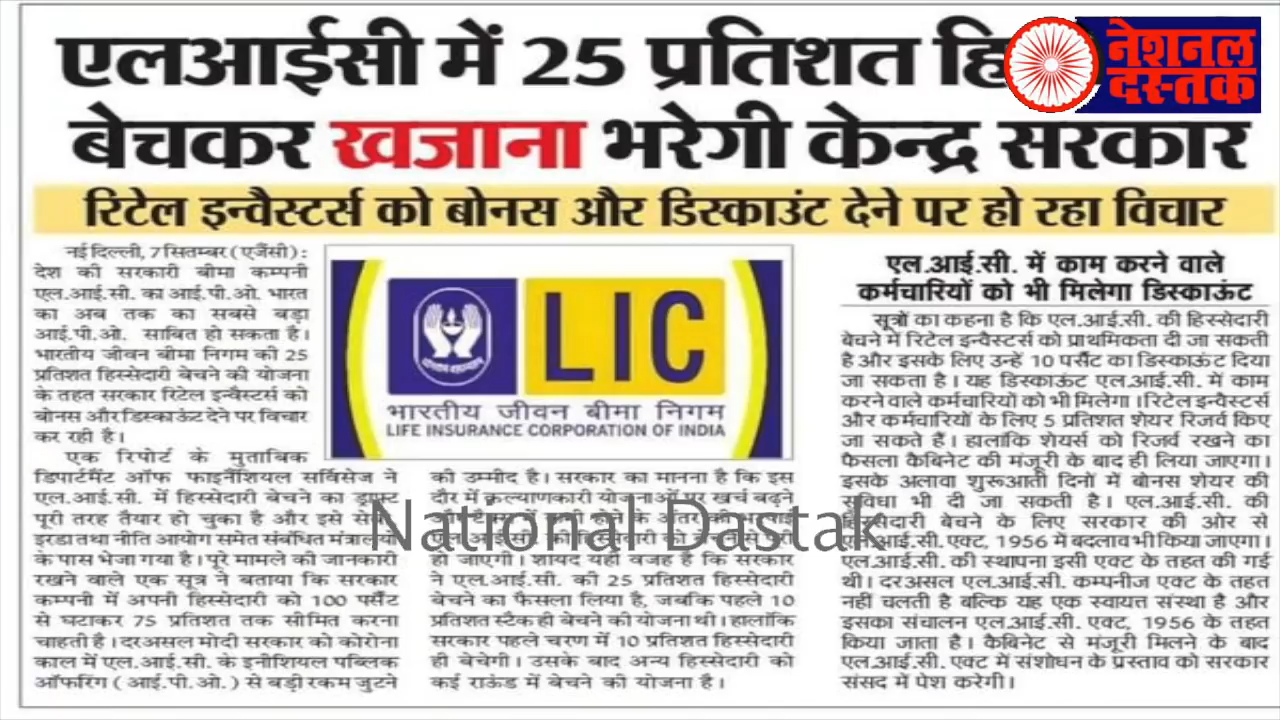 एलआईसी में 25 प्रतिशत हि
नेशनल
दस्तक
बेचकर खजाना भरेगी केन्द्र सरकार
रिटेल इन्वैस्टर्स को बोनस और डिस्काउंट देने पर हो रहा विचार
नई दिल्ली, 7 सितम्बर (एजैंसी) :
देश की सरकारी बीमा कम्पनी
एल.आई.सी. का आई.पी.ओ. भारत
का अब तक का सबसे बड़ा
आई.पी.ओ. साबित हो सकता है।
भारतीय जीवन बीमा निगम की 25
प्रतिशत हिस्सेदारी बेचने की योजना
के तहत सरकार रिटेल इन्वैस्टर्स को
बोनस और डिस्काऊंट देने पर विचार
कर रही है।
एक रिपोर्ट के मुताबिक
डिपार्टमैंट ऑफ फाइनैंशियल सर्विसेज ने
एल.आई.सी. में हिस्सेदारी बेचने का ड्राफ्ट
पूरी तरह तैयार हो चुका है और इसे
इरडा तथा नीति आयोग समेत संबंधित मंत्रालयों
के पास भेजा गया है। पूरे मामले की जानकारी
रखने वाले एक सूत्र ने बताया कि सरकार
कम्पनी में अपनी हिस्सेदारी को 100 पर्सैंट
से घटाकर 75 प्रतिशत तक सीमित करना
चाहती है। दरअसल मोदी सरकार को कोरोना
काल में एल.आई.सी. के इनीशियल पब्लिक
ऑफरिंग ( आई.पी.ओ. ) से बड़ी रकम जुटने
LIC
भारतीय जीवन बीमा निगम
LIFE INSURANCE CORPORATION OF INDIA
की उम्मीद है। सरकार का मानना है कि इस
दौर में कल्याणकारी योजनाओं पर खर्च बढ़ने
के अंतर की भरपाई
एल.आई.सी. की हिस्सेदारी को बेचने से पूरी
हो जाएगी। शायद यही वजह है कि सरकार
ने एल.आई.सी. की 25 प्रतिशत हिस्सेदारी
बेचने का फैसला लिया है, जबकि पहले 10
प्रतिशत स्टैक ही बेचने की योजना थी। हालांकि
सरकार पहले चरण में 10 प्रतिशत हिस्सेदारी
ही बेचेगी। उसके बाद अन्य हिस्सेदारी को
कई राऊंड में बेचने की योजना है।
National Dastak
एल.आई.सी. में काम करने वाले
कर्मचारियों को भी मिलेगा डिस्काऊंट
सूत्रों का कहना है कि एल.आई.सी. की हिस्सेदारी
बेचने में रिटेल इन्वैस्टर्स को प्राथमिकता दी जा सकती
है और इसके लिए उन्हें 10 पर्सैंट का डिस्काऊंट दिया
जा सकता है। यह डिस्काऊंट एल.आई.सी. में काम
करने वाले कर्मचारियों को भी मिलेगा। रिटेल इन्वैस्टर्स
और कर्मचारियों के लिए 5 प्रतिशत शेयर रिजर्व किए
जा सकते हैं। हालांकि शेयर्स को रिजर्व रखने का
फैसला कैबिनेट की मंजूरी के बाद ही लिया जाएगा।
इसके अलावा शुरूआती दिनों में बोनस शेयर की
सुविधा भी दी जा सकती है। एल.आई.सी. की
हिस्सेदारी बेचने के लिए सरकार की ओर से
एल.आई.सी. एक्ट, 1956 में बदलाव भी किया जाएगा।
एल.आई.सी. की स्थापना इसी एक्ट के तहत की गई
थी। दरअसल एल.आई.सी. कम्पनीज एक्ट के तहत
नहीं चलती है बल्कि यह एक स्वायत्त संस्था है और
इसका संचालन एल.आई.सी. एक्ट, 1956 के तहत
किया जाता है। कैबिनेट से मंजूरी मिलने के बाद
एल.आई.सी. एक्ट में संशोधन के प्रस्ताव को सरकार
संसद में पेश करेगी।